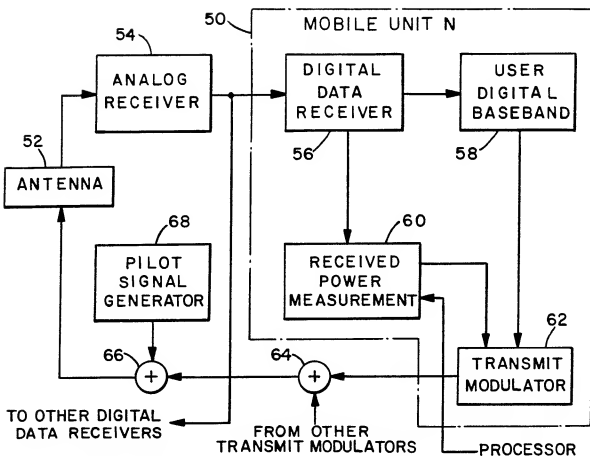 50
MOBILE UNIT N
54
ANALOG
RECEIVER
DIGITAL
DATA
RECEIVER
56
USER
DIGITAL
BASEBAND
58
52
ANTENNA
68
PILOT
SIGNAL
GENERATOR
60
RECEIVED
POWER
MEASUREMENT
62
TRANSMIT
MODULATOR
66
+
64
+
TO OTHER DIGITAL
DATA RECEIVERS
FROM OTHER
TRANSMIT MODULATORS
PROCESSOR